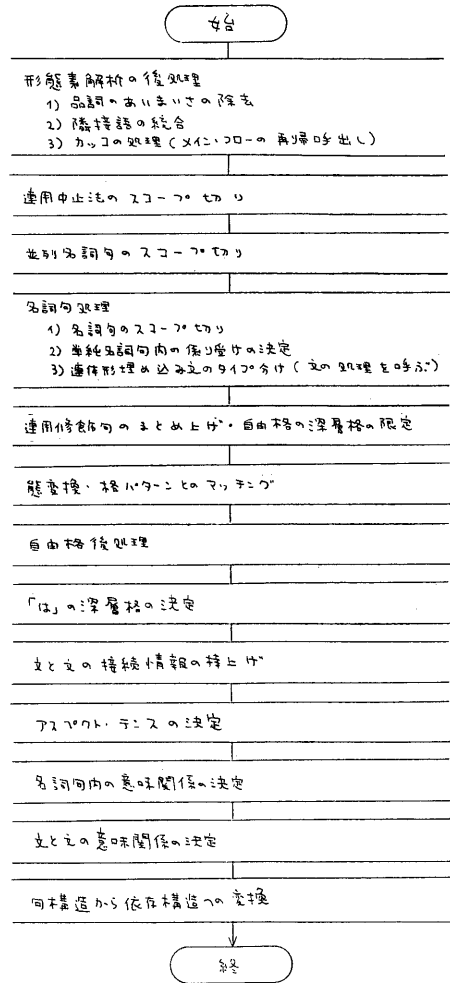 始
形態素解析の後処理
1) 品詞のあいまいさの除去
2) 隣接語の統合
3) カッコの処理(メイン・フローの再帰呼出し)
連用中止法のスコープ切り
並列名詞句のスコープ切り
名詞句処理
1) 名詞句のスコープ切り
2) 単純名詞句内の係り受けの決定
3) 連体形埋め込み文のタイプ分け(文の処理を呼ぶ)
連用修飾句のまとめ上げ・自由格の深層格の限定
態変換・格パターンとのマッチング
自由格後処理
「は」の深層格の決定
文と文の接続情報の持上げ
アスペクト・テンスの決定
名詞句内の意味関係の決定
文と文の意味関係の決定
句構造から依存構造への変換
終